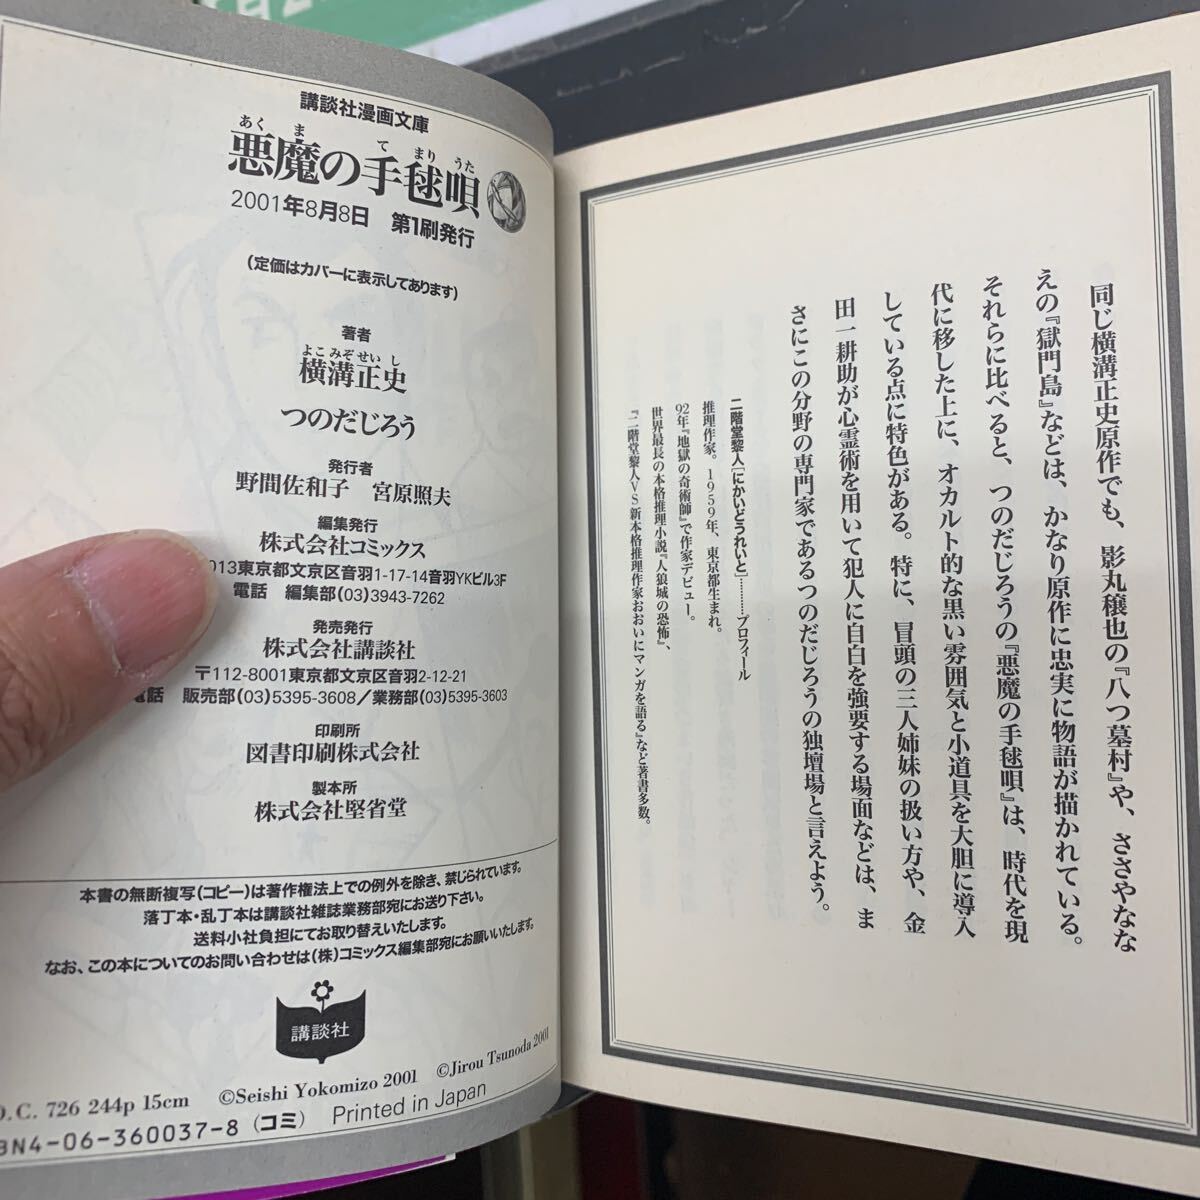 講談社漫画文庫
あくま て まり うた
悪魔の手毬唄
2001年8月8日 第1刷発行
(定価はカバーに表示してあります)
著者
よこみぞせいし
横溝正史
つのだじろう
発行者
野間佐和子 宮原照夫
編集発行
株式会社コミックス
013東京都文京区音羽1-17-14音羽YKビル3F
電話 編集部(03)3943-7262
発売発行
株式会社講談社
〒112-8001東京都文京区音羽2-12-21
電話 販売部(03)5395-3608/業務部(03)5395-3603
印刷所
図書印刷株式会社
製本所
株式会社堅省堂
本書の無断複写(コピー)は著作権法上での例外を除き、禁じられています。
落丁本・乱丁本は講談社雑誌業務部宛にお送り下さい。
送料小社負担にてお取り替えいたします。
なお、この本についてのお問い合わせは(株)コミックス編集部宛にお願いいたします。
講談社
©Seishi Yokomizo 2001 ©Jirou Tsunoda 2001
D.C. 726 244p 15cm
BN4-06-360037-8 (コミ) Printed in Japan
同じ横溝正史原作でも、影丸穣也の『八つ墓村』や、ささやなな
えの『獄門島』などは、かなり原作に忠実に物語が描かれている。
それらに比べると、つのだじろうの『悪魔の手毬唄』は、時代を現
代に移した上に、オカルト的な黒い雰囲気と小道具を大胆に導入
している点に特色がある。特に、冒頭の三人姉妹の扱い方や、金
田一耕助が心霊術を用いて犯人に自白を強要する場面などは、ま
さにこの分野の専門家であるつのだじろうの独壇場と言えよう。
二階堂黎人[にかいどうれいと]………プロフィール
推理作家。1959年、東京都生まれ。
92年『地獄の奇術師』で作家デビュー。
世界最長の本格推理小説『人狼城の恐怖』、
『二階堂黎人VS新本格推理作家おおいにマンガを語る』など著書多数。